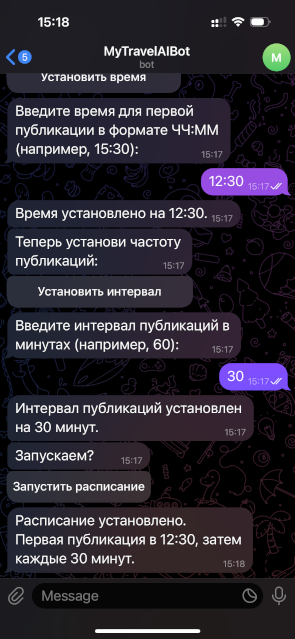 15:18
5
MyTravelAIBot
bot
M
Установить время
Введите время для первой
публикации в формате ЧЧ:ММ
(например, 15:30):
15:17
12:30 15:17
Время установлено на 12:30. 15:17
Теперь установи частоту
публикаций:
15:17
Установить интервал
Введите интервал публикаций в
минутах (например, 60):
15:17
30 15:17
Интервал публикаций установлен
на 30 минут.
15:17
Запускаем?
15:17
Запустить расписание
Расписание установлено.
Первая публикация в 12:30, затем
каждые 30 минут.
15:18
Message